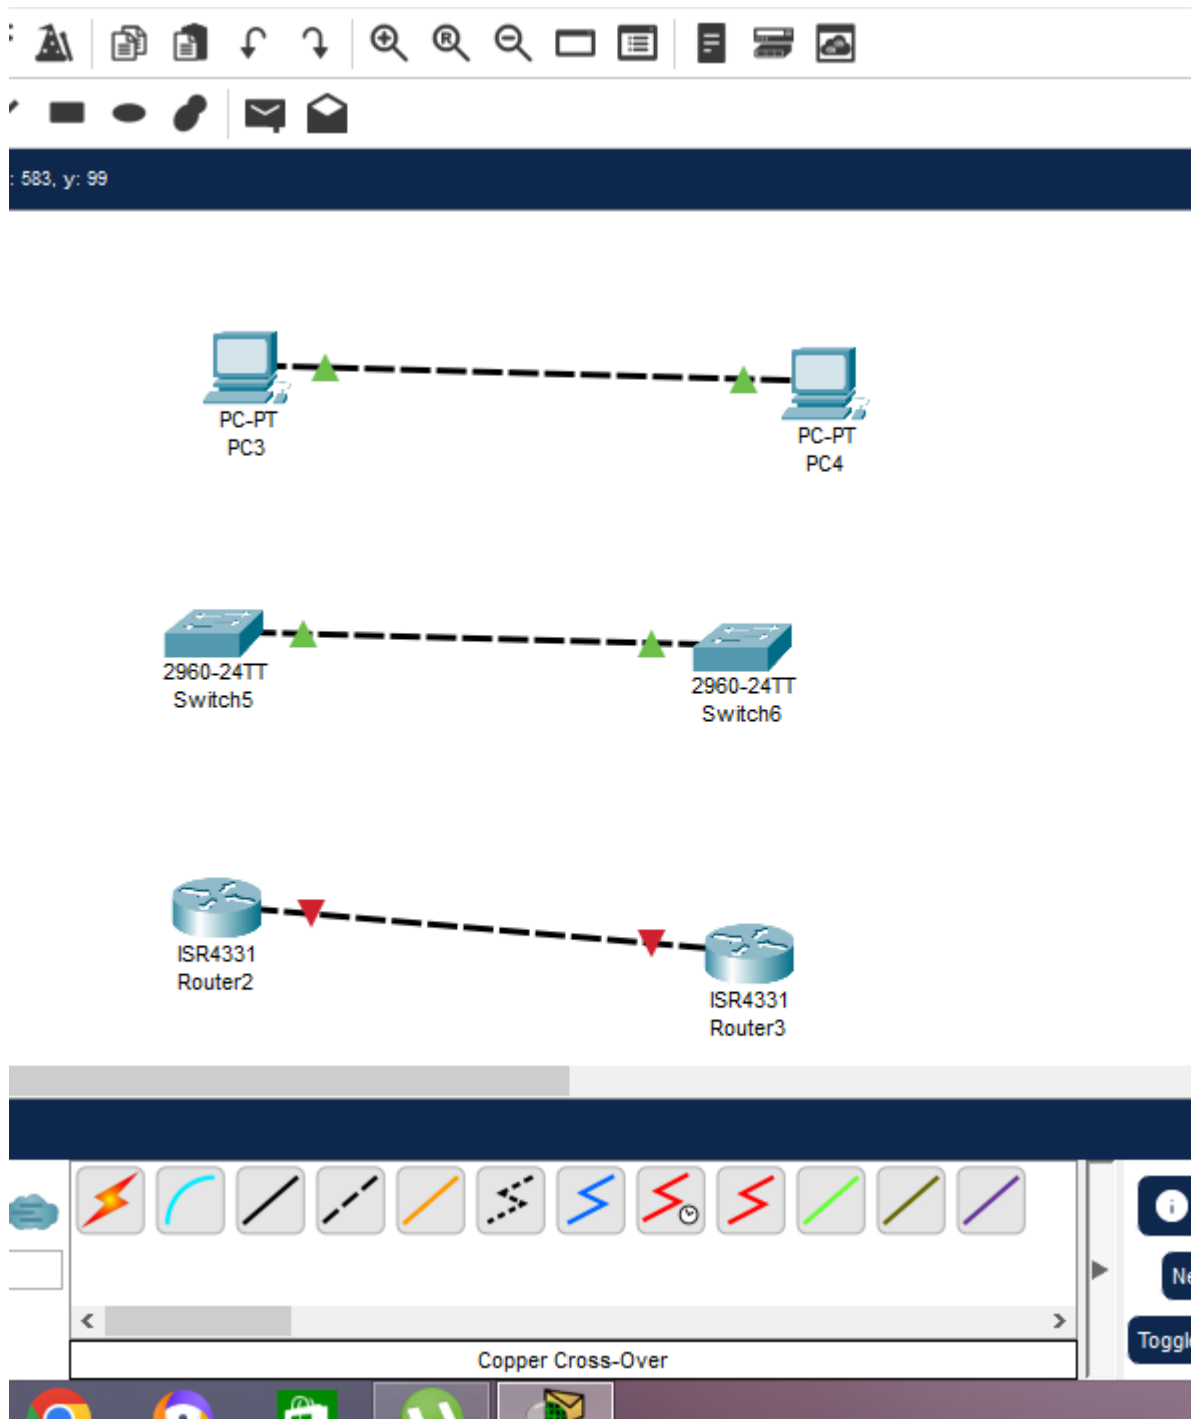 : 583, y: 99
PC-PT
PC3
PC-PT
PC4
2960-24TT
Switch5
2960-24TT
Switch6
ISR4331
Router2
ISR4331
Router3
Ne
Toggle
Copper Cross-Over